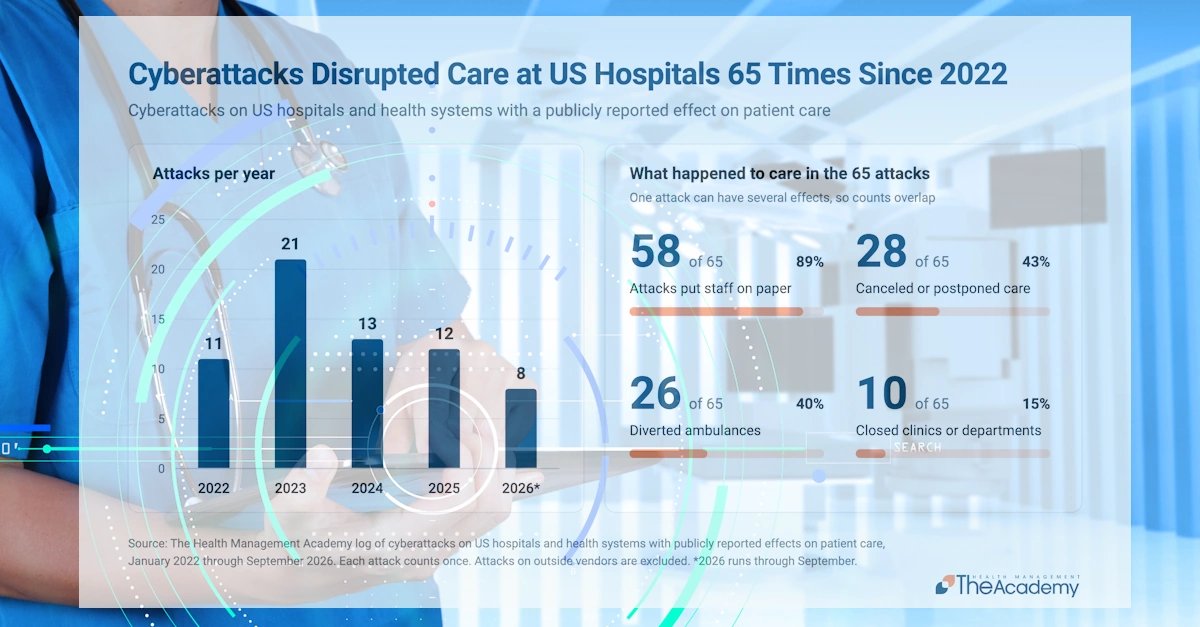 Cyberattacks Disrupted Care at US Hospitals 65 Times Since 2022
Cyberattacks on US hospitals and health systems with a publicly reported effect on patient care
Attacks per year
25
20
15
10
5
0
11
21
13
12
8
2022
2023
2024
2025
2026*
What happened to care in the 65 attacks
One attack can have several effects, so counts overlap
58 of 65 89%
Attacks put staff on paper
28 of 65 43%
Canceled or postponed care
26 of 65 40%
Diverted ambulances
10 of 65 15%
Closed clinics or departments
SEARCH
Source: The Health Management Academy log of cyberattacks on US hospitals and health systems with publicly reported effects on patient care,
January 2022 through September 2026. Each attack counts once. Attacks on outside vendors are excluded. *2026 runs through September.
HEALTH MANAGEMENT
TheAcademy